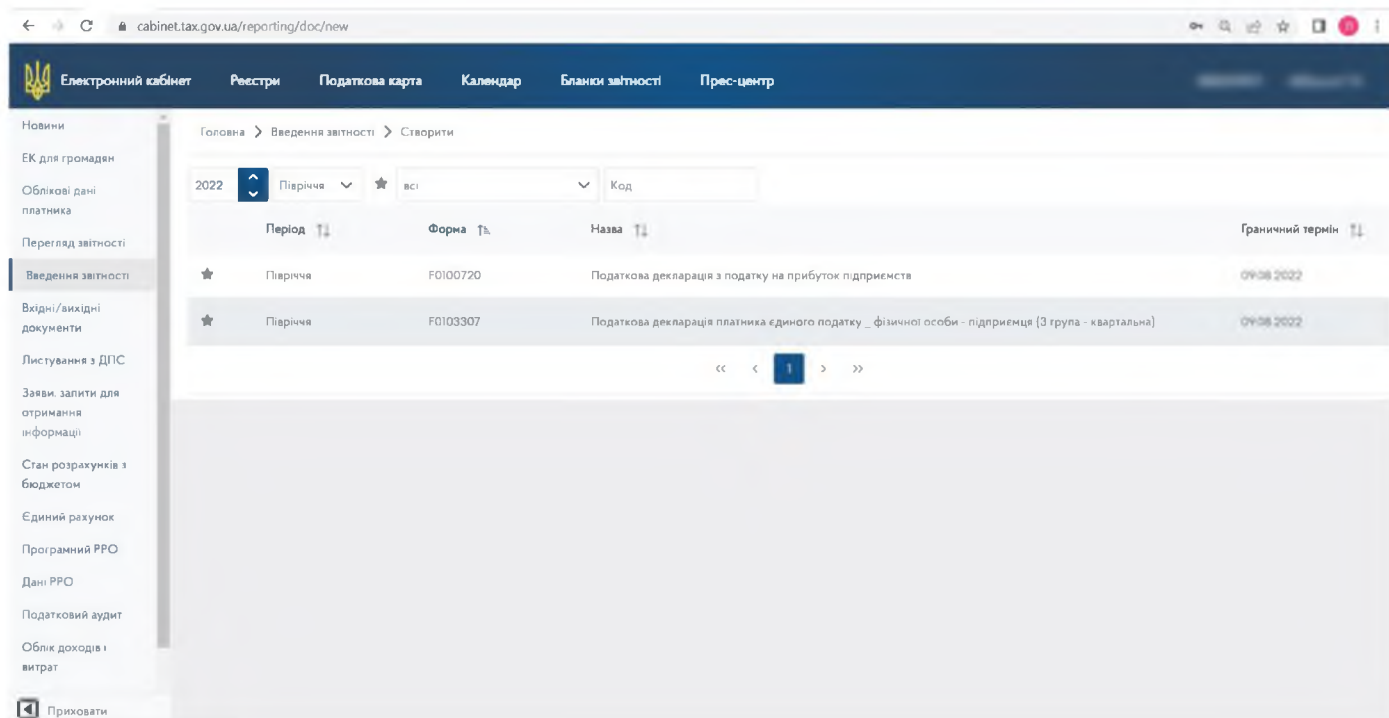 cabinet.tax.gov.ua/reporting/doc/new
Електронний кабінет Реєстри Податкова карта Календар Бланки звітності Прес-центр
Новини
ЕК для громадян
Облікові дані
платника
Перегляд звітності
Введення звітності
Вхідні/вихідні
документи
Листування з ДПС
Заяви, запити для
отримання
інформації
Стан розрахунків з
бюджетом
Єдиний рахунок
Програмний РРО
Дані РРО
Податковий аудит
Облік доходів і
витрат
Приховати
Головна > Введення звітності > Створити
2022 Півріччя всі Код
Період Форма Назва Граничний термін
Півріччя F0100720 Податкова декларація з податку на прибуток підприємств 09.08.2022
Півріччя F0103307 Податкова декларація платника єдиного податку _ фізичної особи - підприємця (3 група - квартальна) 09.08.2022
<< < 1 > >>